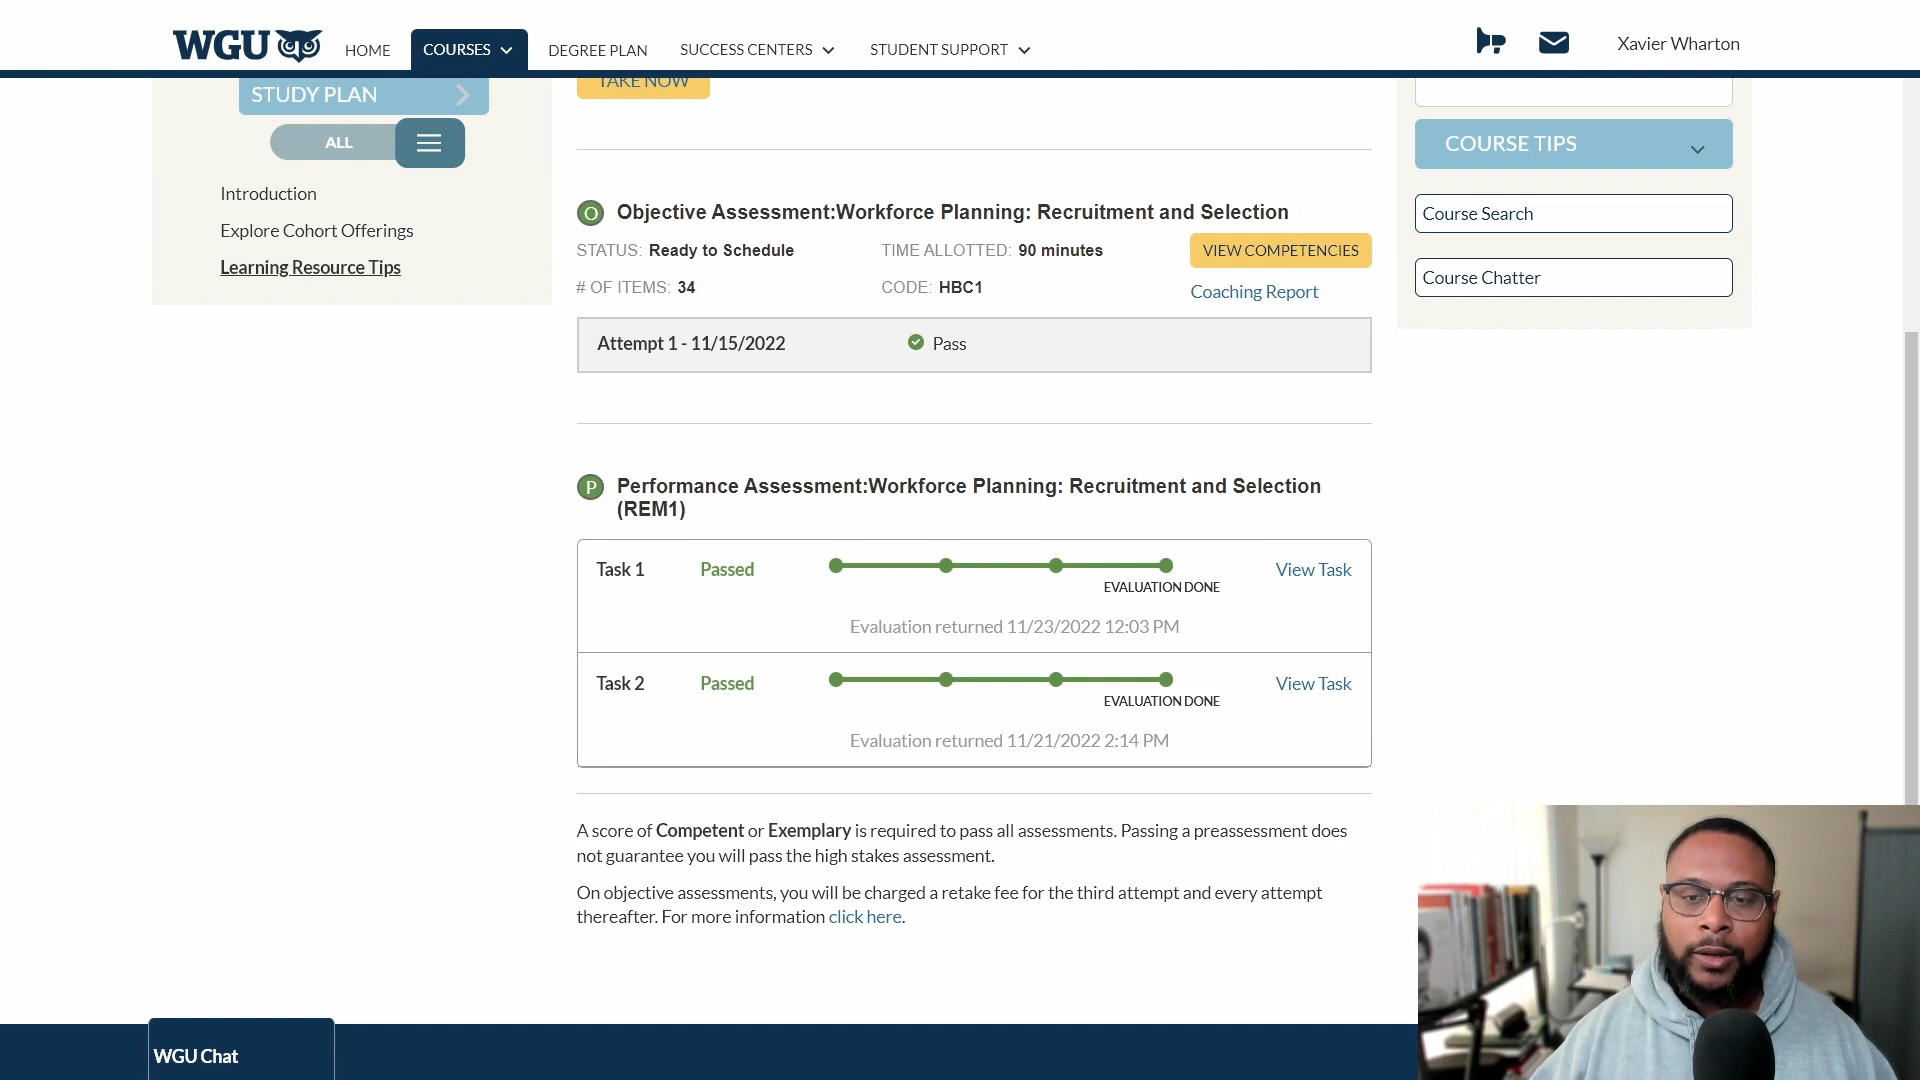 WGU
HOME
COURSES
DEGREE PLAN
SUCCESS CENTERS
STUDENT SUPPORT
Xavier Wharton
STUDY PLAN
ALL
Introduction
Explore Cohort Offerings
Learning Resource Tips
TAKE NOW
O
Objective Assessment:Workforce Planning: Recruitment and Selection
STATUS: Ready to Schedule
TIME ALLOTTED: 90 minutes
VIEW COMPETENCIES
# OF ITEMS: 34
CODE: HBC1
Coaching Report
Attempt 1 - 11/15/2022
Pass
P
Performance Assessment:Workforce Planning: Recruitment and Selection
(REM1)
Task 1
Passed
EVALUATION DONE
View Task
Evaluation returned 11/23/2022 12:03 PM
Task 2
Passed
EVALUATION DONE
View Task
Evaluation returned 11/21/2022 2:14 PM
A score of Competent or Exemplary is required to pass all assessments. Passing a preassessment does
not guarantee you will pass the high stakes assessment.
On objective assessments, you will be charged a retake fee for the third attempt and every attempt
thereafter. For more information click here.
COURSE TIPS
Course Search
Course Chatter
WGU Chat